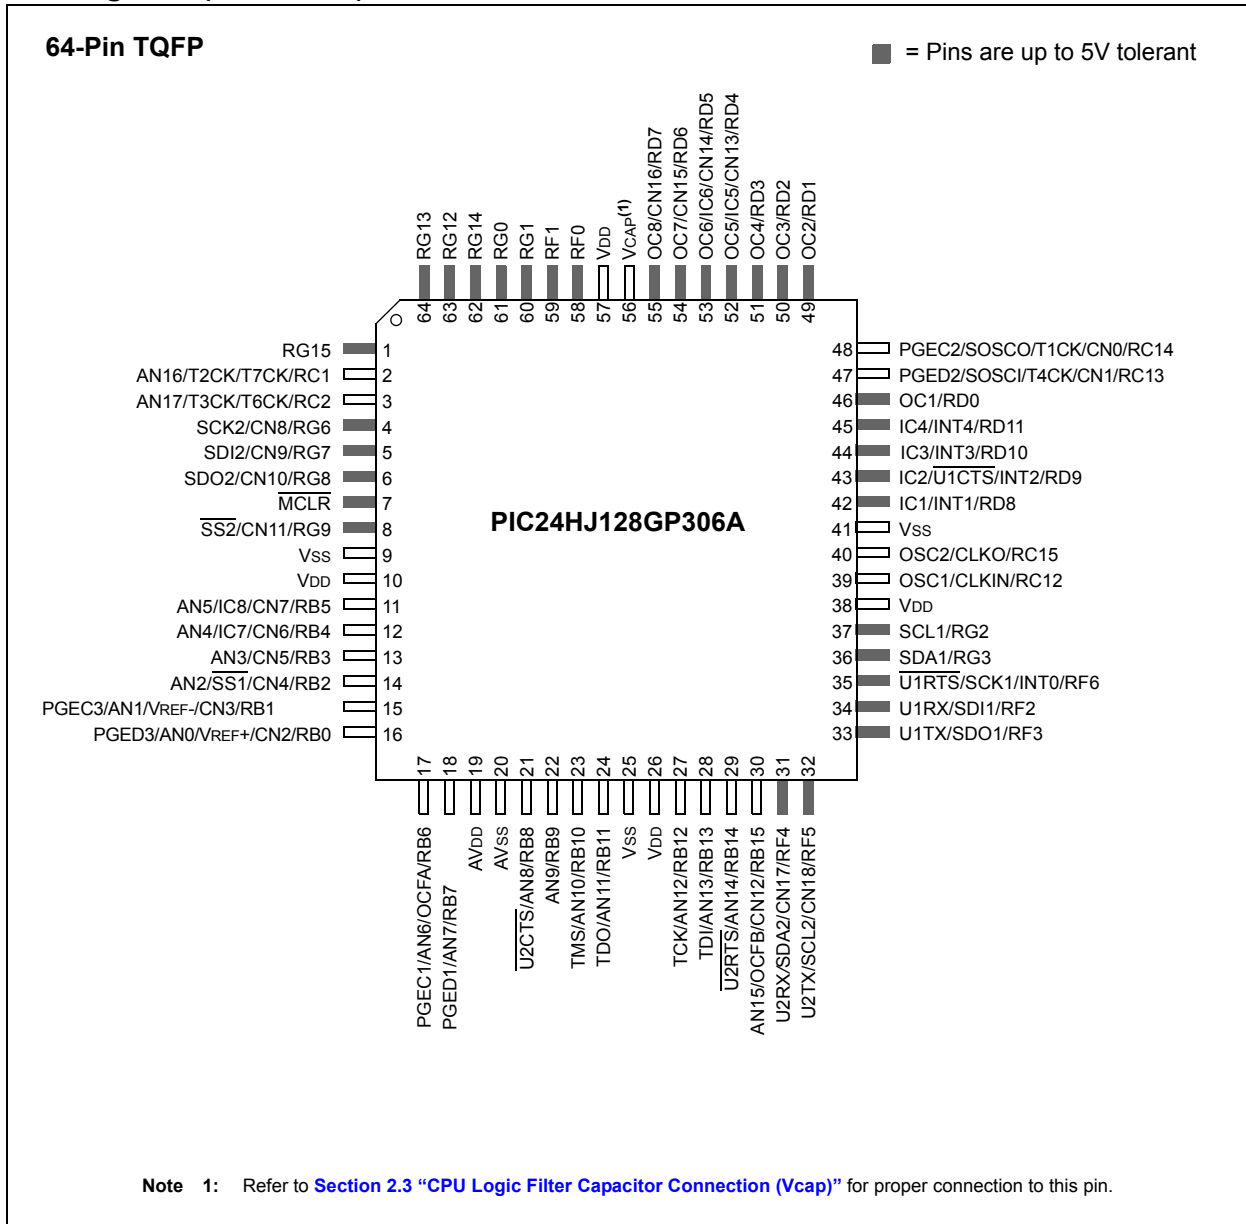 64-Pin TQFP
= Pins are up to 5V tolerant
64 RG13
63 RG12
62 RG14
61 RG0
60 RG1
59 RF1
58 RF0
57 VDD
56 VCAP(1)
55 OC8/CN16/RD7
54 OC7/CN15/RD6
53 OC6/IC6/CN14/RD5
52 OC5/IC5/CN13/RD4
51 OC4/RD3
50 OC3/RD2
49 OC2/RD1
RG15 1
AN16/T2CK/T7CK/RC1 2
AN17/T3CK/T6CK/RC2 3
SCK2/CN8/RG6 4
SDI2/CN9/RG7 5
SDO2/CN10/RG8 6
MCLR 7
SS2/CN11/RG9 8
VSS 9
VDD 10
AN5/IC8/CN7/RB5 11
AN4/IC7/CN6/RB4 12
AN3/CN5/RB3 13
AN2/SS1/CN4/RB2 14
PGEC3/AN1/VREF-/CN3/RB1 15
PGED3/AN0/VREF+/CN2/RB0 16
PIC24HJ128GP306A
48 PGEC2/SOSCO/T1CK/CN0/RC14
47 PGED2/SOSCI/T4CK/CN1/RC13
46 OC1/RD0
45 IC4/INT4/RD11
44 IC3/INT3/RD10
43 IC2/U1CTS/INT2/RD9
42 IC1/INT1/RD8
41 VSS
40 OSC2/CLKO/RC15
39 OSC1/CLKIN/RC12
38 VDD
37 SCL1/RG2
36 SDA1/RG3
35 U1RTS/SCK1/INT0/RF6
34 U1RX/SDI1/RF2
33 U1TX/SDO1/RF3
17 PGEC1/AN6/OCFA/RB6
18 PGED1/AN7/RB7
19 AVDD
20 AVSS
21 U2CTS/AN8/RB8
22 AN9/RB9
23 TMS/AN10/RB10
24 TDO/AN11/RB11
25 VSS
26 VDD
27 TCK/AN12/RB12
28 TDI/AN13/RB13
29 U2RTS/AN14/RB14
30 AN15/OCFB/CN12/RB15
31 U2RX/SDA2/CN17/RF4
32 U2TX/SCL2/CN18/RF5
Note 1: Refer to Section 2.3 “CPU Logic Filter Capacitor Connection (Vcap)” for proper connection to this pin.